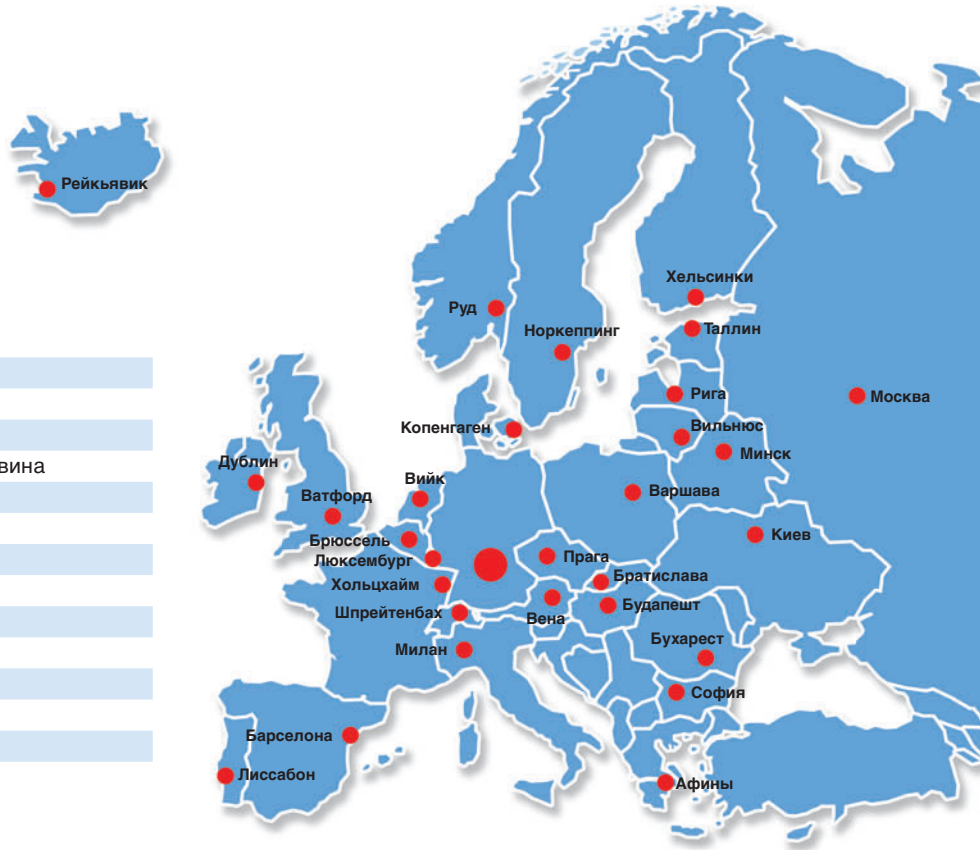 Рейкьявик
Хельсинки
Руд
Таллин
Норкеппинг
Рига
Москва
Вильнюс
Копенгаген
Минск
вина
Дублин
Вийк
Варшава
Ватфорд
Киев
Брюссель
Прага
Люксембург
Братислава
Хольцхайм
Будапешт
Шпрейтенбах
Вена
Бухарест
Милан
София
Барселона
Лиссабон
Афины